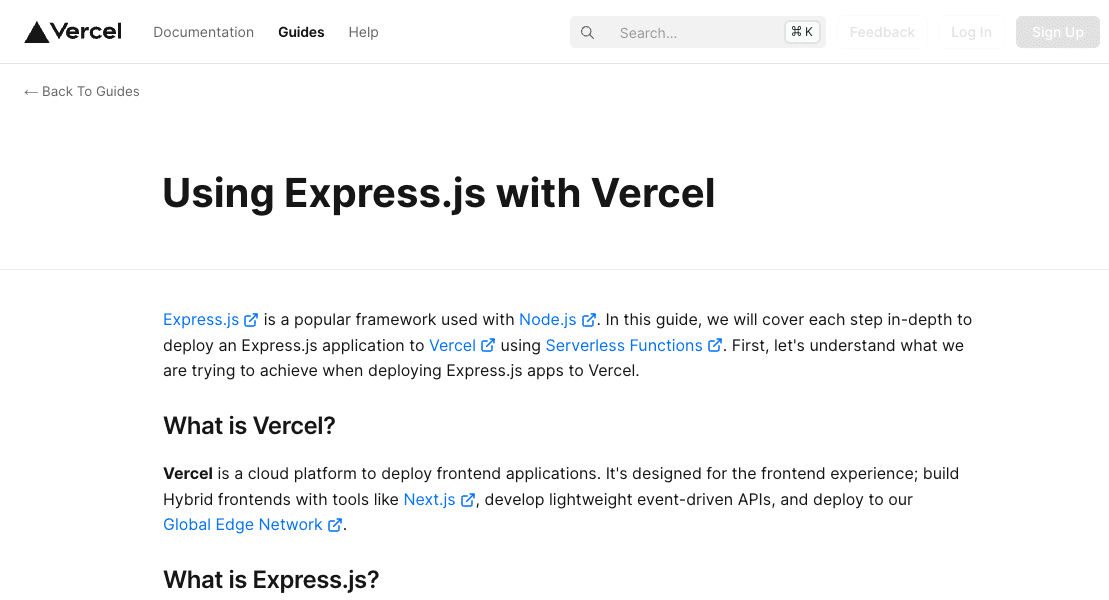 Vercel Documentation Guides Help Search... ⌘ K Feedback Log In Sign Up
← Back To Guides
Using Express.js with Vercel
Express.js is a popular framework used with Node.js. In this guide, we will cover each step in-depth to
deploy an Express.js application to Vercel using Serverless Functions. First, let's understand what we
are trying to achieve when deploying Express.js apps to Vercel.
What is Vercel?
Vercel is a cloud platform to deploy frontend applications. It's designed for the frontend experience; build
Hybrid frontends with tools like Next.js, develop lightweight event-driven APIs, and deploy to our
Global Edge Network.
What is Express.js?